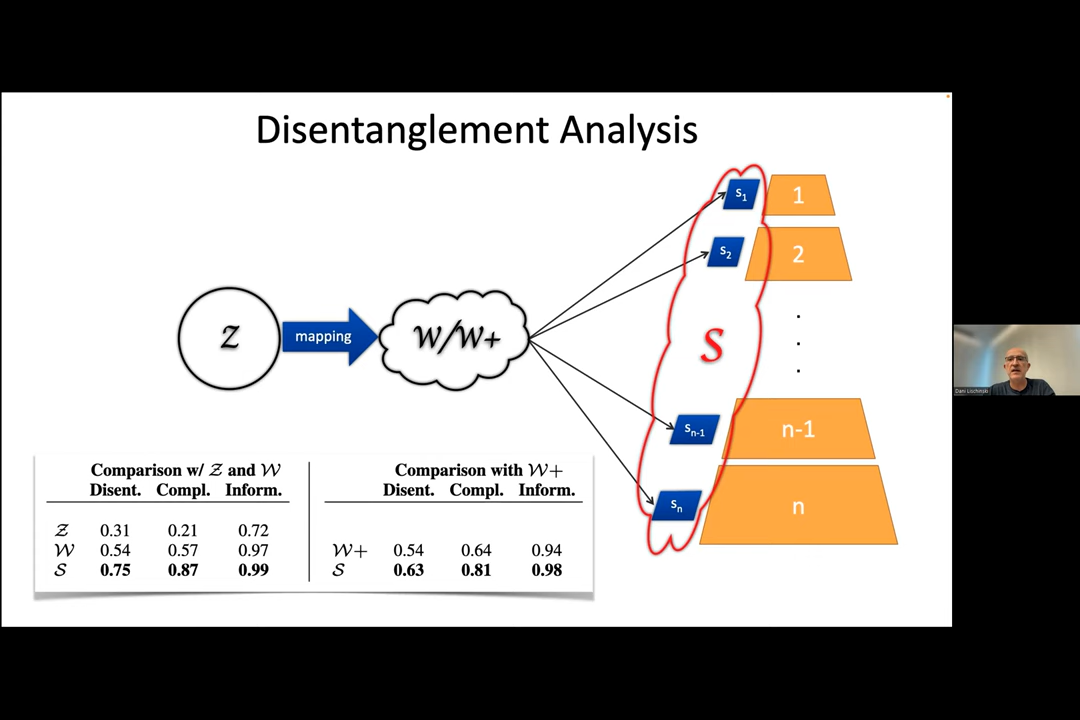 Disentanglement Analysis
s1
1
s2
2
Z
mapping
W/W+
S
sn-1
n-1
sn
n
Comparison w/ Z and W
Disent. Compl. Inform.
Z 0.31 0.21 0.72
W 0.54 0.57 0.97
S 0.75 0.87 0.99
Comparison with W+
Disent. Compl. Inform.
W+ 0.54 0.64 0.94
S 0.63 0.81 0.98
Dani Lischinski